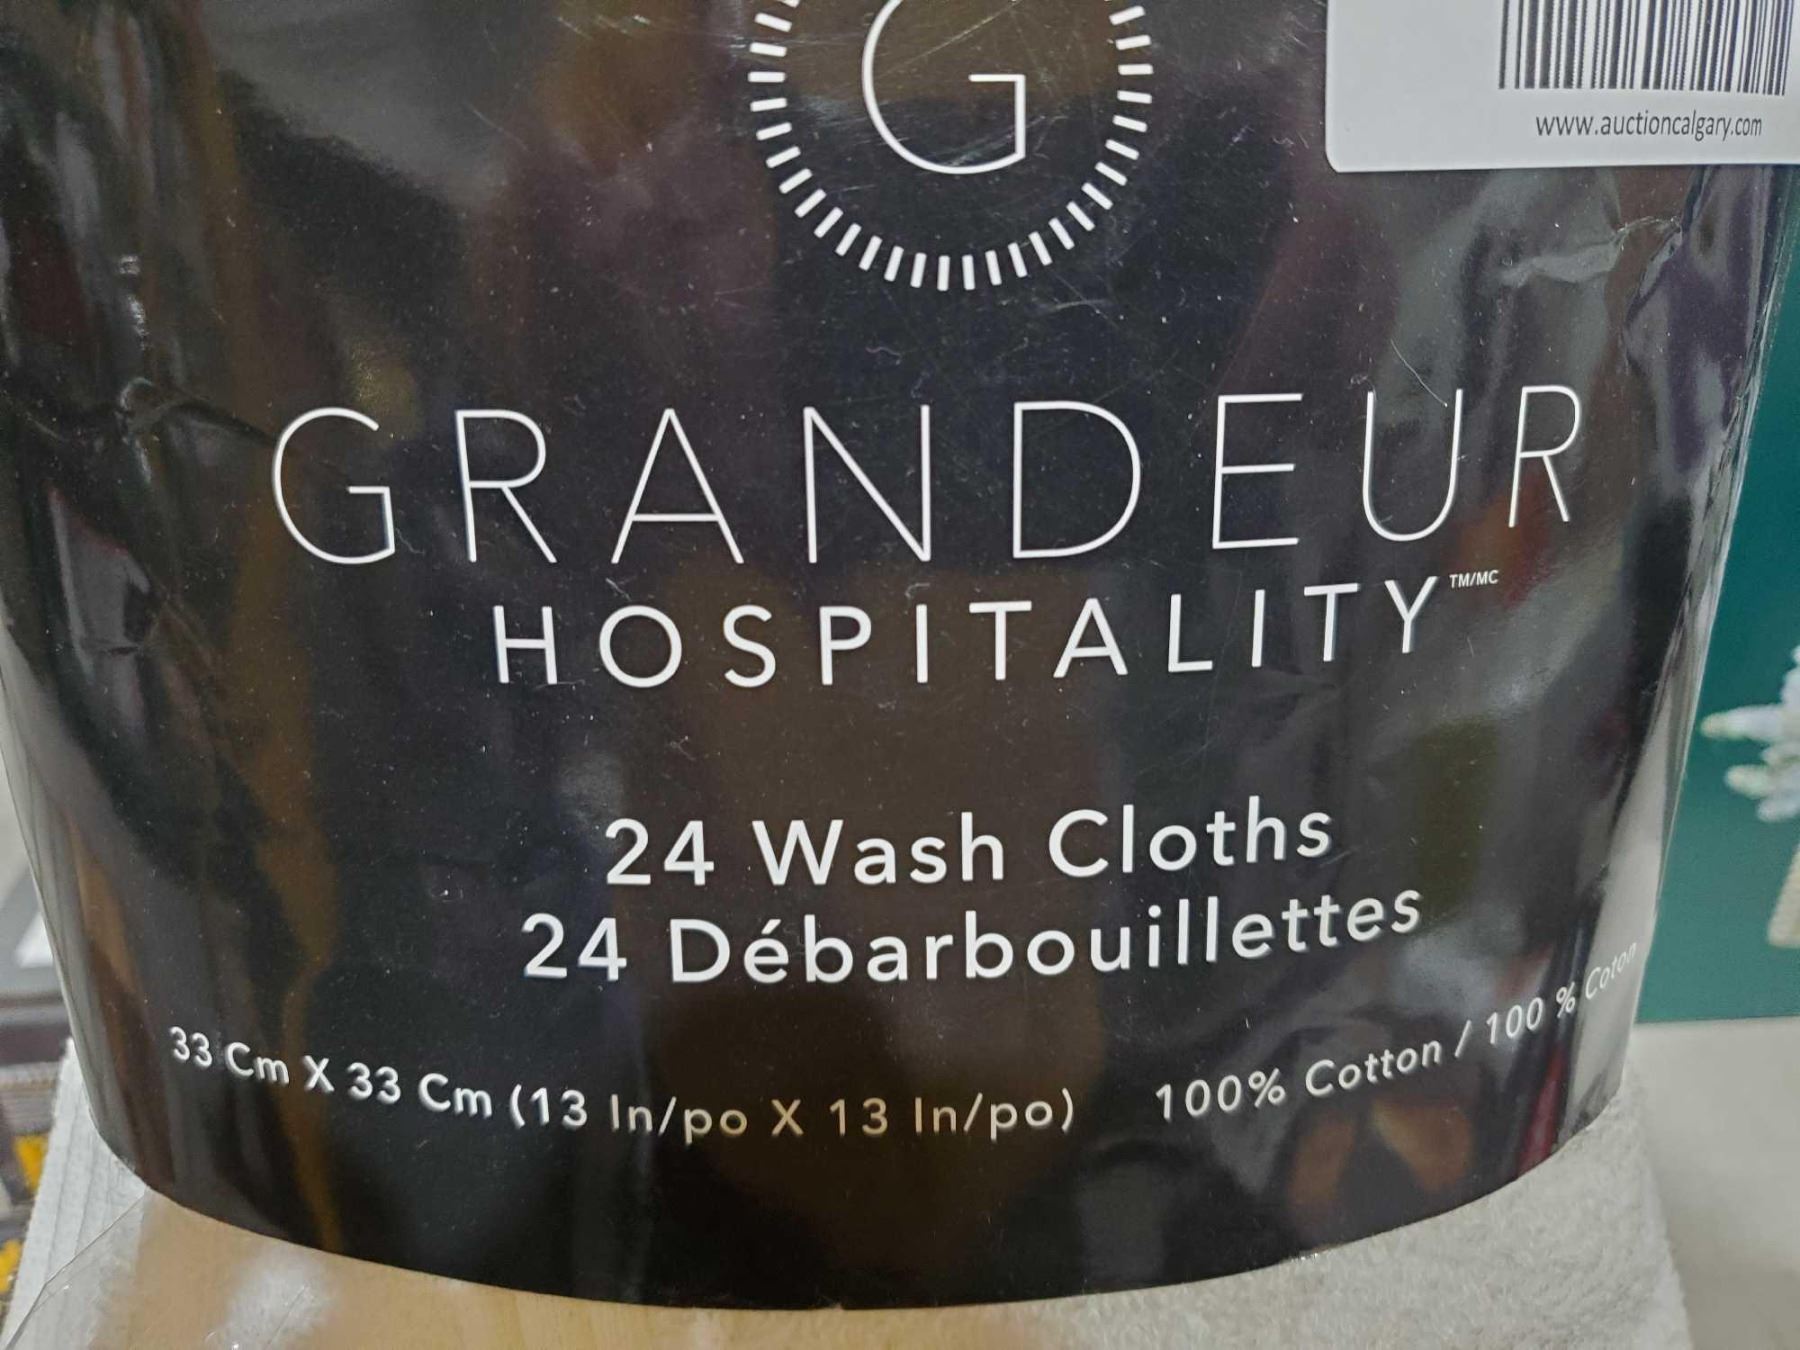 G
www.auctioncalgary.com
GRANDEUR
HOSPITALITY™/MC
24 Wash Cloths
24 Débarbouillettes
33 Cm X 33 Cm (13 In/po X 13 In/po) 100% Cotton / 100 % Coton